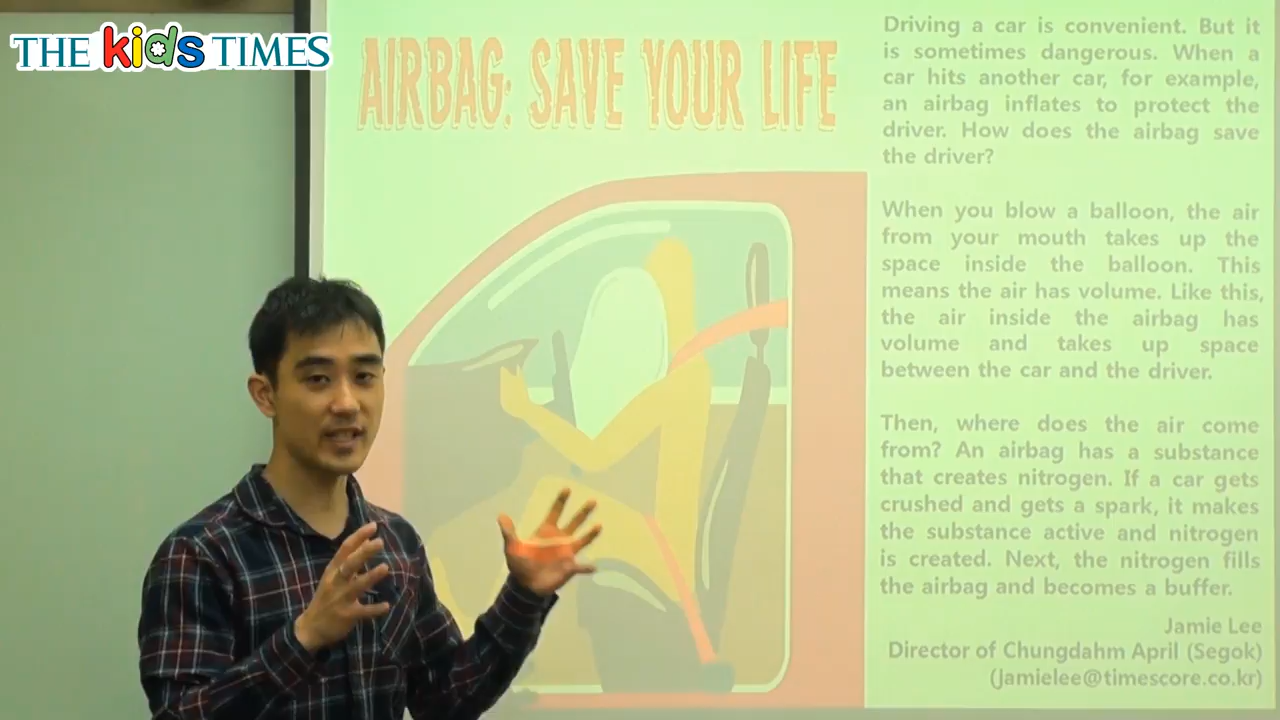 THE kids TIMES
AIRBAG: SAVE YOUR LIFE
Driving a car is convenient. But it
is sometimes dangerous. When a
car hits another car, for example,
an airbag inflates to protect the
driver. How does the airbag save
the driver?
When you blow a balloon, the air
from your mouth takes up the
space inside the balloon. This
means the air has volume. Like this,
the air inside the airbag has
volume and takes up space
between the car and the driver.
Then, where does the air come
from? An airbag has a substance
that creates nitrogen. If a car gets
crushed and gets a spark, it makes
the substance active and nitrogen
is created. Next, the nitrogen fills
the airbag and becomes a buffer.
Jamie Lee
Director of Chungdahm April (Segok)
(jamielee@timescore.co.kr)